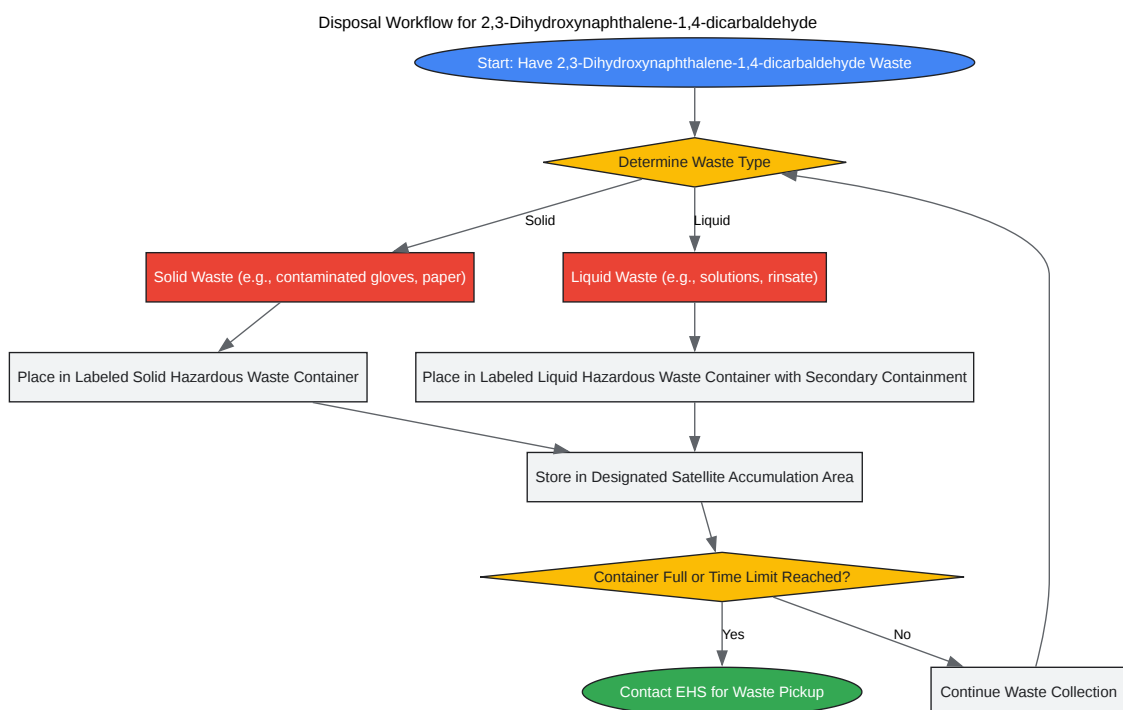 Disposal Workflow for 2,3-Dihydroxynaphthalene-1,4-dicarbaldehyde
Start: Have 2,3-Dihydroxynaphthalene-1,4-dicarbaldehyde Waste
Determine Waste Type
Solid
Liquid
Solid Waste (e.g., contaminated gloves, paper)
Liquid Waste (e.g., solutions, rinsate)
Place in Labeled Solid Hazardous Waste Container
Place in Labeled Liquid Hazardous Waste Container with Secondary Containment
Store in Designated Satellite Accumulation Area
Container Full or Time Limit Reached?
Yes
No
Contact EHS for Waste Pickup
Continue Waste Collection